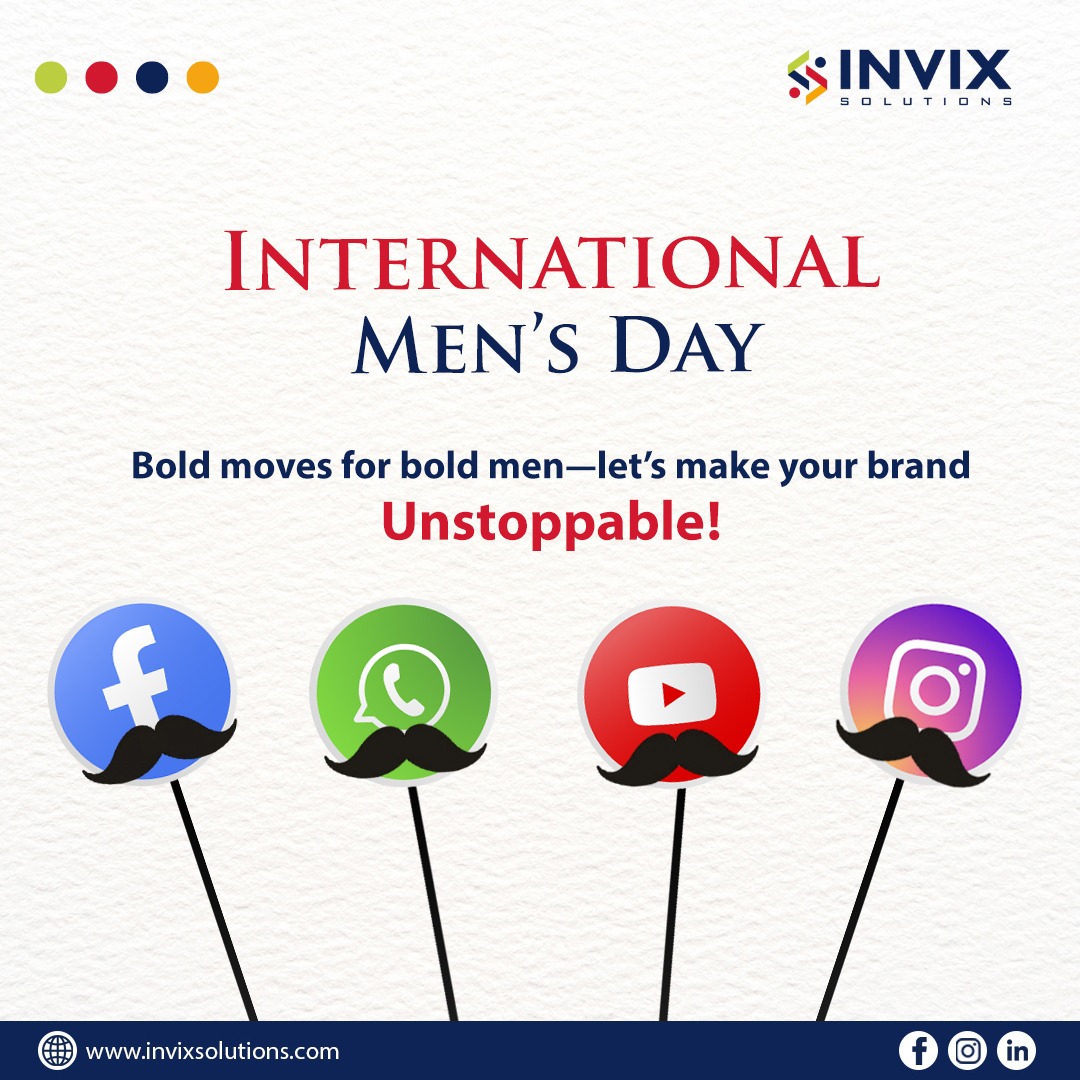 INVIX
SOLUTIONS
International
Men’s Day
Bold moves for bold men—let’s make your brand
Unstoppable!
www.invixsolutions.com